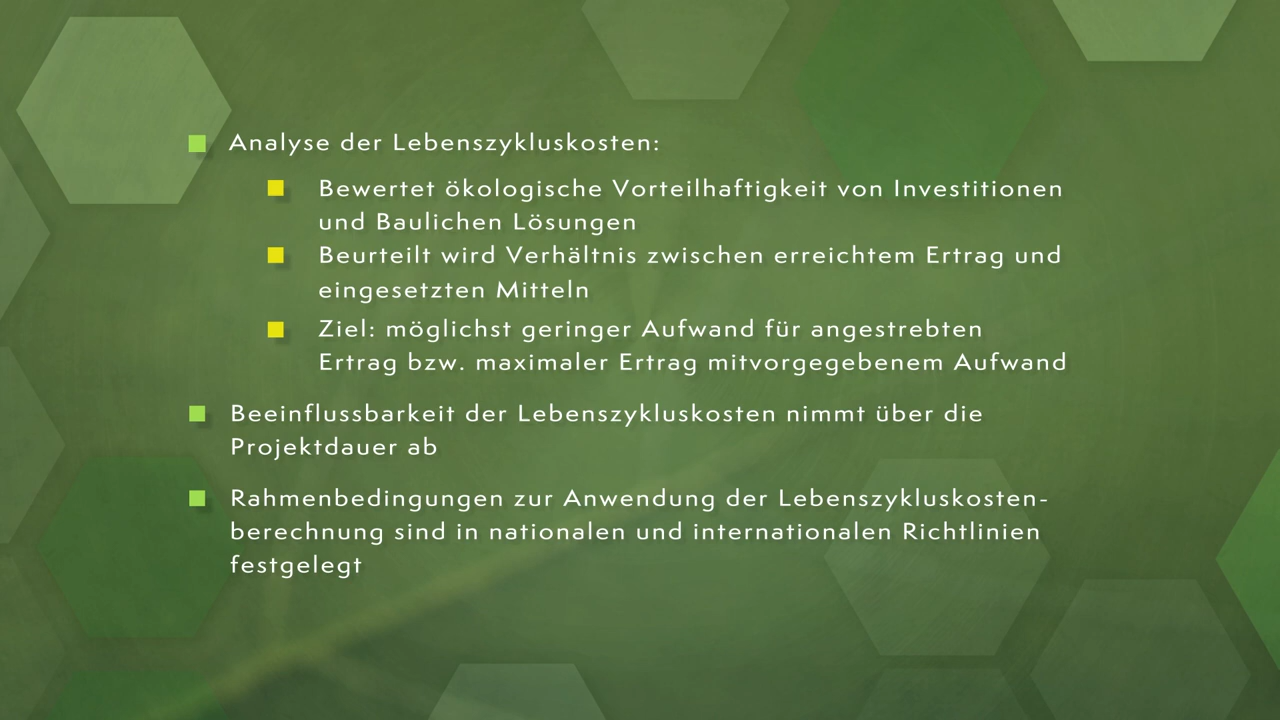 Analyse der Lebenszykluskosten:
Bewertet ökologische Vorteilhaftigkeit von Investitionen
und Baulichen Lösungen
Beurteilt wird Verhältnis zwischen erreichtem Ertrag und
eingesetzten Mitteln
Ziel: möglichst geringer Aufwand für angestrebten
Ertrag bzw. maximaler Ertrag mitvorgegebenem Aufwand
Beeinflussbarkeit der Lebenszykluskosten nimmt über die
Projektdauer ab
Rahmenbedingungen zur Anwendung der Lebenszykluskosten-
berechnung sind in nationalen und internationalen Richtlinien
festgelegt